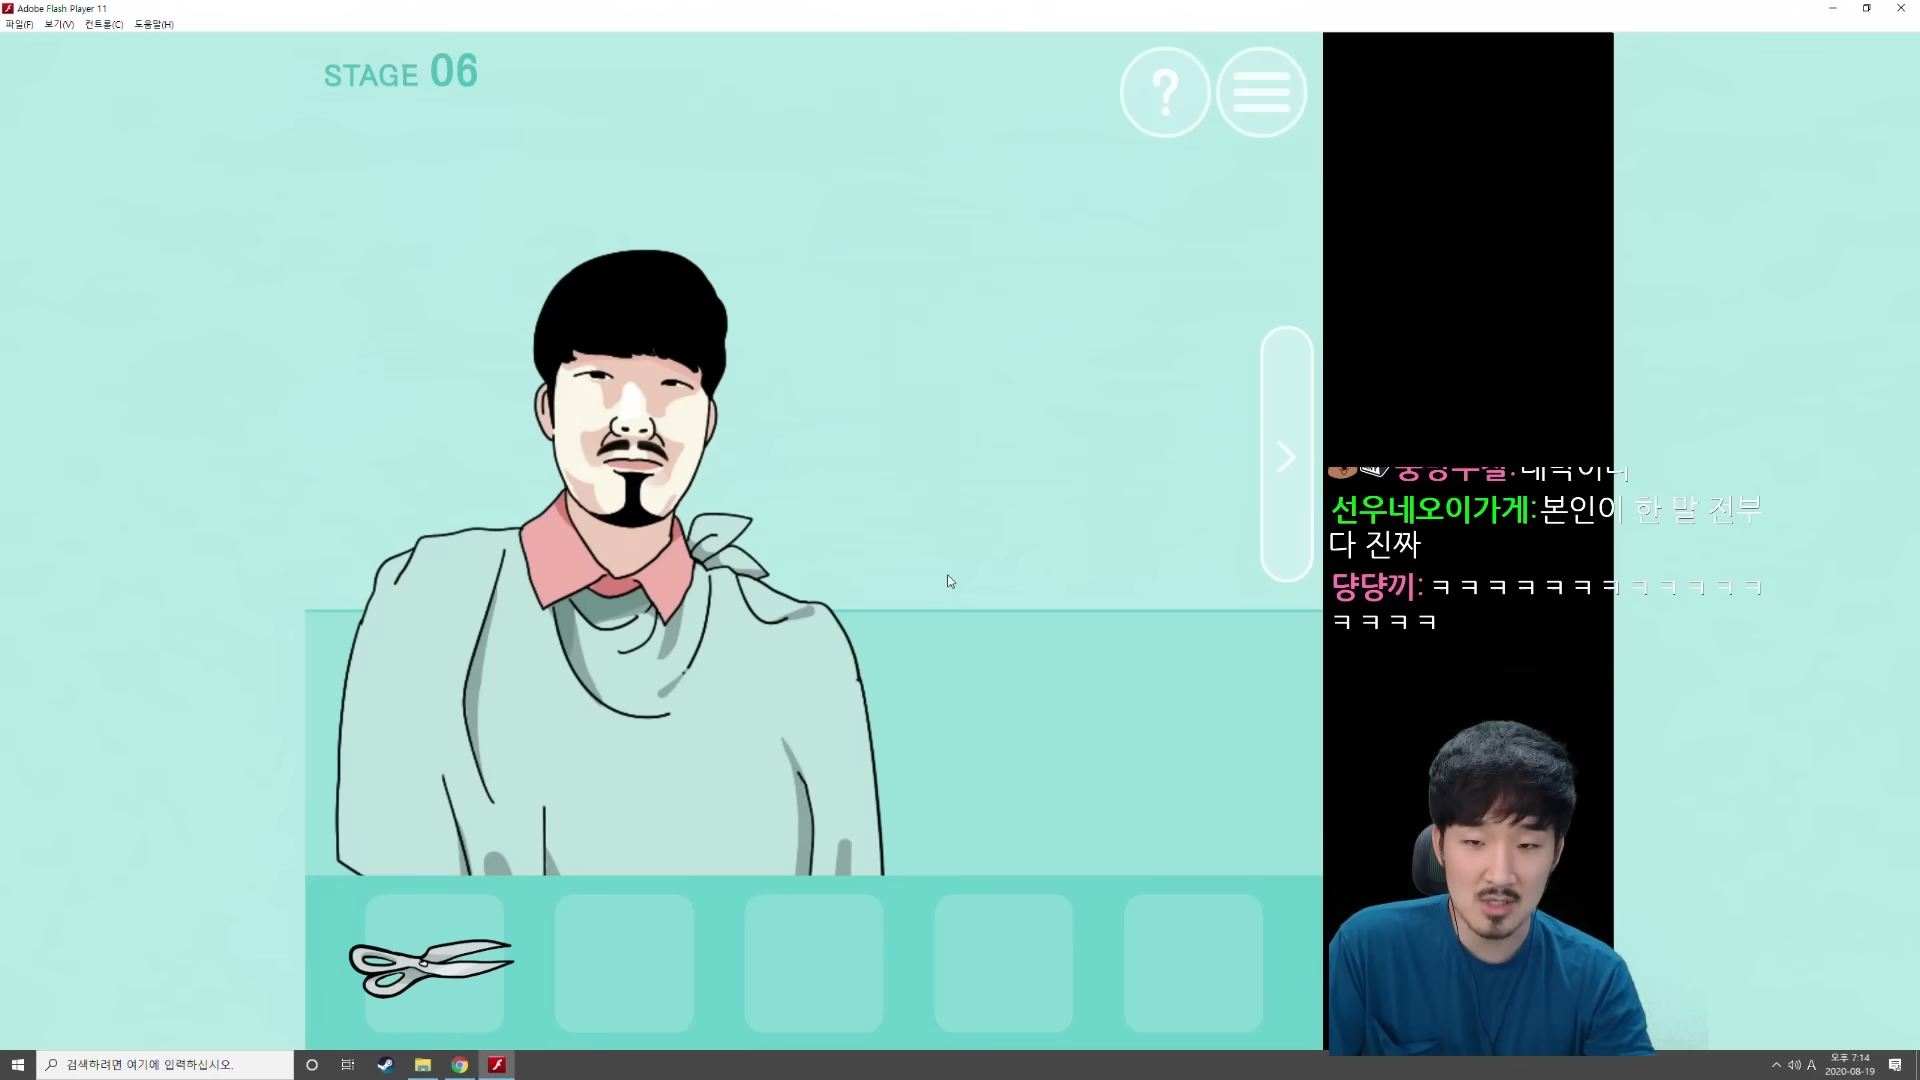 Adobe Flash Player 11
파일(F) 보기(V) 컨트롤(C) 도움말(H)
STAGE 06
?
선우네오이가게: 본인이 한 말 전부
다 진짜
댱댱끼: ㅋㅋㅋㅋㅋㅋㅋㅋㅋㅋㅋㅋ
ㅋㅋㅋㅋ
검색하려면 여기에 입력하십시오.
A
오후 7:14
2020-08-19